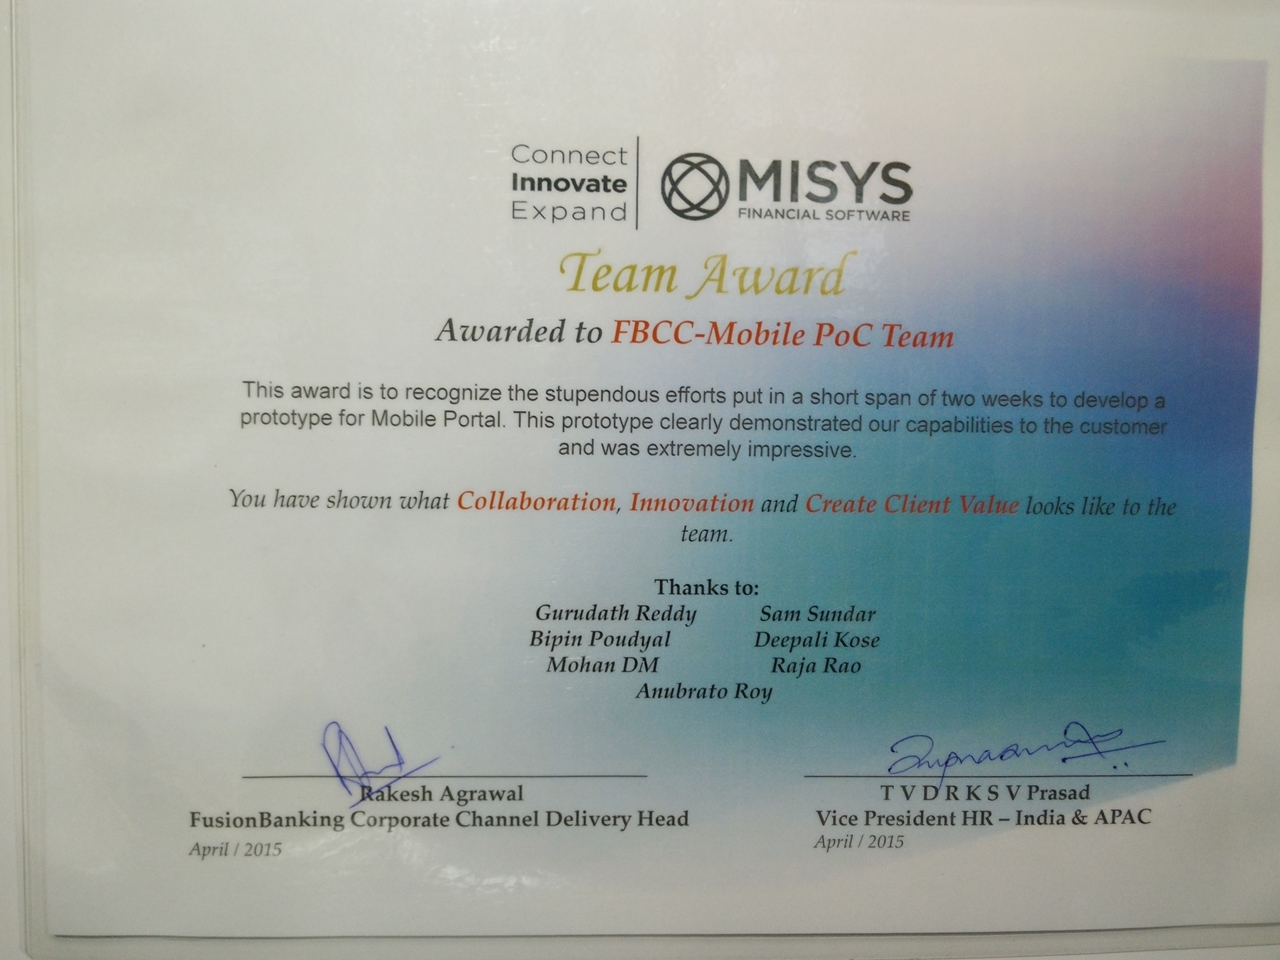 Connect
Innovate
Expand
MISYS
FINANCIAL SOFTWARE
Team Award
Awarded to FBCC-Mobile PoC Team
This award is to recognize the stupendous efforts put in a short span of two weeks to develop a
prototype for Mobile Portal. This prototype clearly demonstrated our capabilities to the customer
and was extremely impressive.
You have shown what Collaboration, Innovation and Create Client Value looks like to the
team.
Thanks to:
Gurudath Reddy Sam Sundar
Bipin Poudyal Deepali Kose
Mohan DM Raja Rao
Anubrato Roy
Rakesh Agrawal
FusionBanking Corporate Channel Delivery Head
April / 2015
T V D R K S V Prasad
Vice President HR – India & APAC
April / 2015